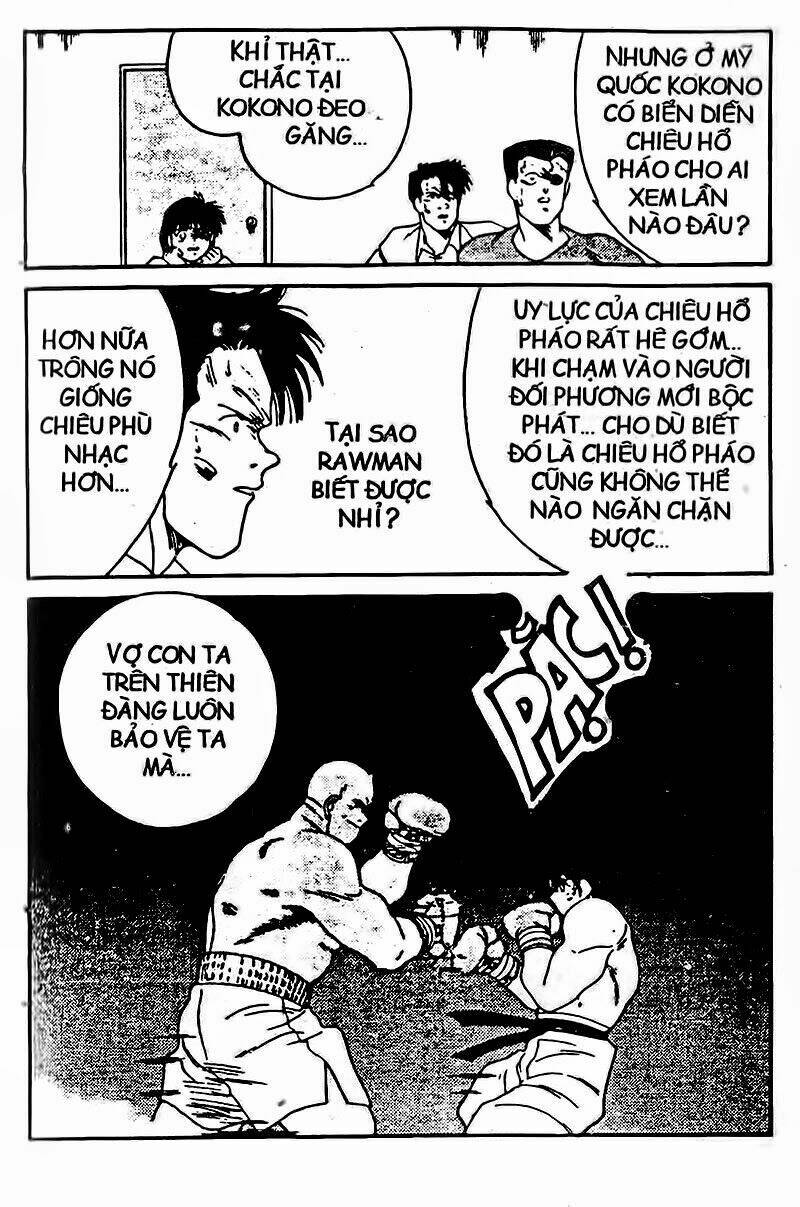 KHỈ THẬT...
CHẮC TẠI
KOKONO ĐEO
GĂNG...
NHƯNG Ở MỸ
QUỐC KOKONO
CÓ BIỂN DIỄN
CHIÊU HỔ
PHÁO CHO AI
XEM LẦN
NÀO ĐÂU?
HƠN NỮA
TRÔNG NÓ
GIỐNG
CHIÊU PHÙ
NHẠC
HƠN...
TẠI SAO
RAWMAN
BIẾT ĐƯỢC
NHỈ?
UY LỰC CỦA CHIÊU HỔ
PHÁO RẤT HÊ GỚM..
KHI CHẠM VÀO NGƯỜI
ĐỐI PHƯƠNG MỚI BỘC
PHÁT... CHO DÙ BIẾT
ĐÓ LÀ CHIÊU HỔ PHÁO
CŨNG KHÔNG THỂ
NÀO NGĂN CHẶN
ĐƯỢC...
VỢ CON TA
TRÊN THIÊN
ĐÀNG LUÔN
BẢO VỆ TA
MÀ...
PẶC!